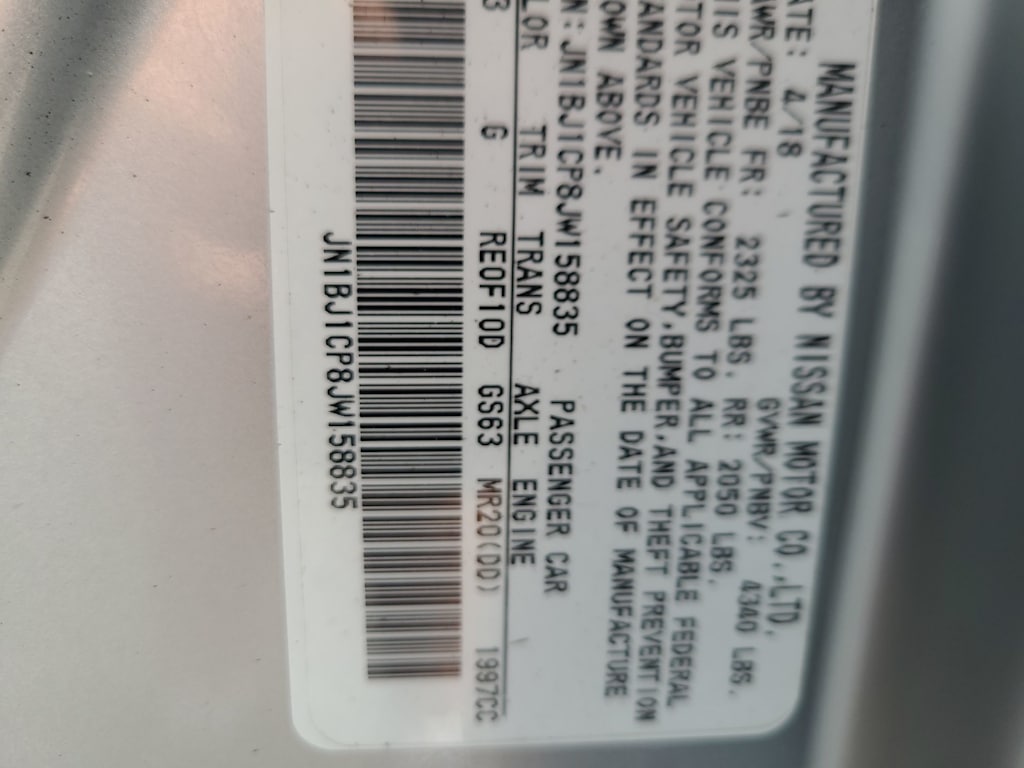 MANUFACTURED BY NISSAN MOTOR CO.,LTD.
ATE: 4/18 GVWR/PNBV: 4340 LBS.
AWR/PNBE FR: 2325 LBS. RR: 2050 LBS.
IS VEHICLE CONFORMS TO ALL APPLICABLE FEDERAL
TOR VEHICLE SAFETY,BUMPER,AND THEFT PREVENTION
ANDARDS IN EFFECT ON THE DATE OF MANUFACTURE
OWN ABOVE.
N:JN1BJ1CP8JW158835 PASSENGER CAR
LOR TRIM TRANS AXLE ENGINE
3 G RE0F10D GS63 MR20(DD) 1997CC
JN1BJ1CP8JW158835